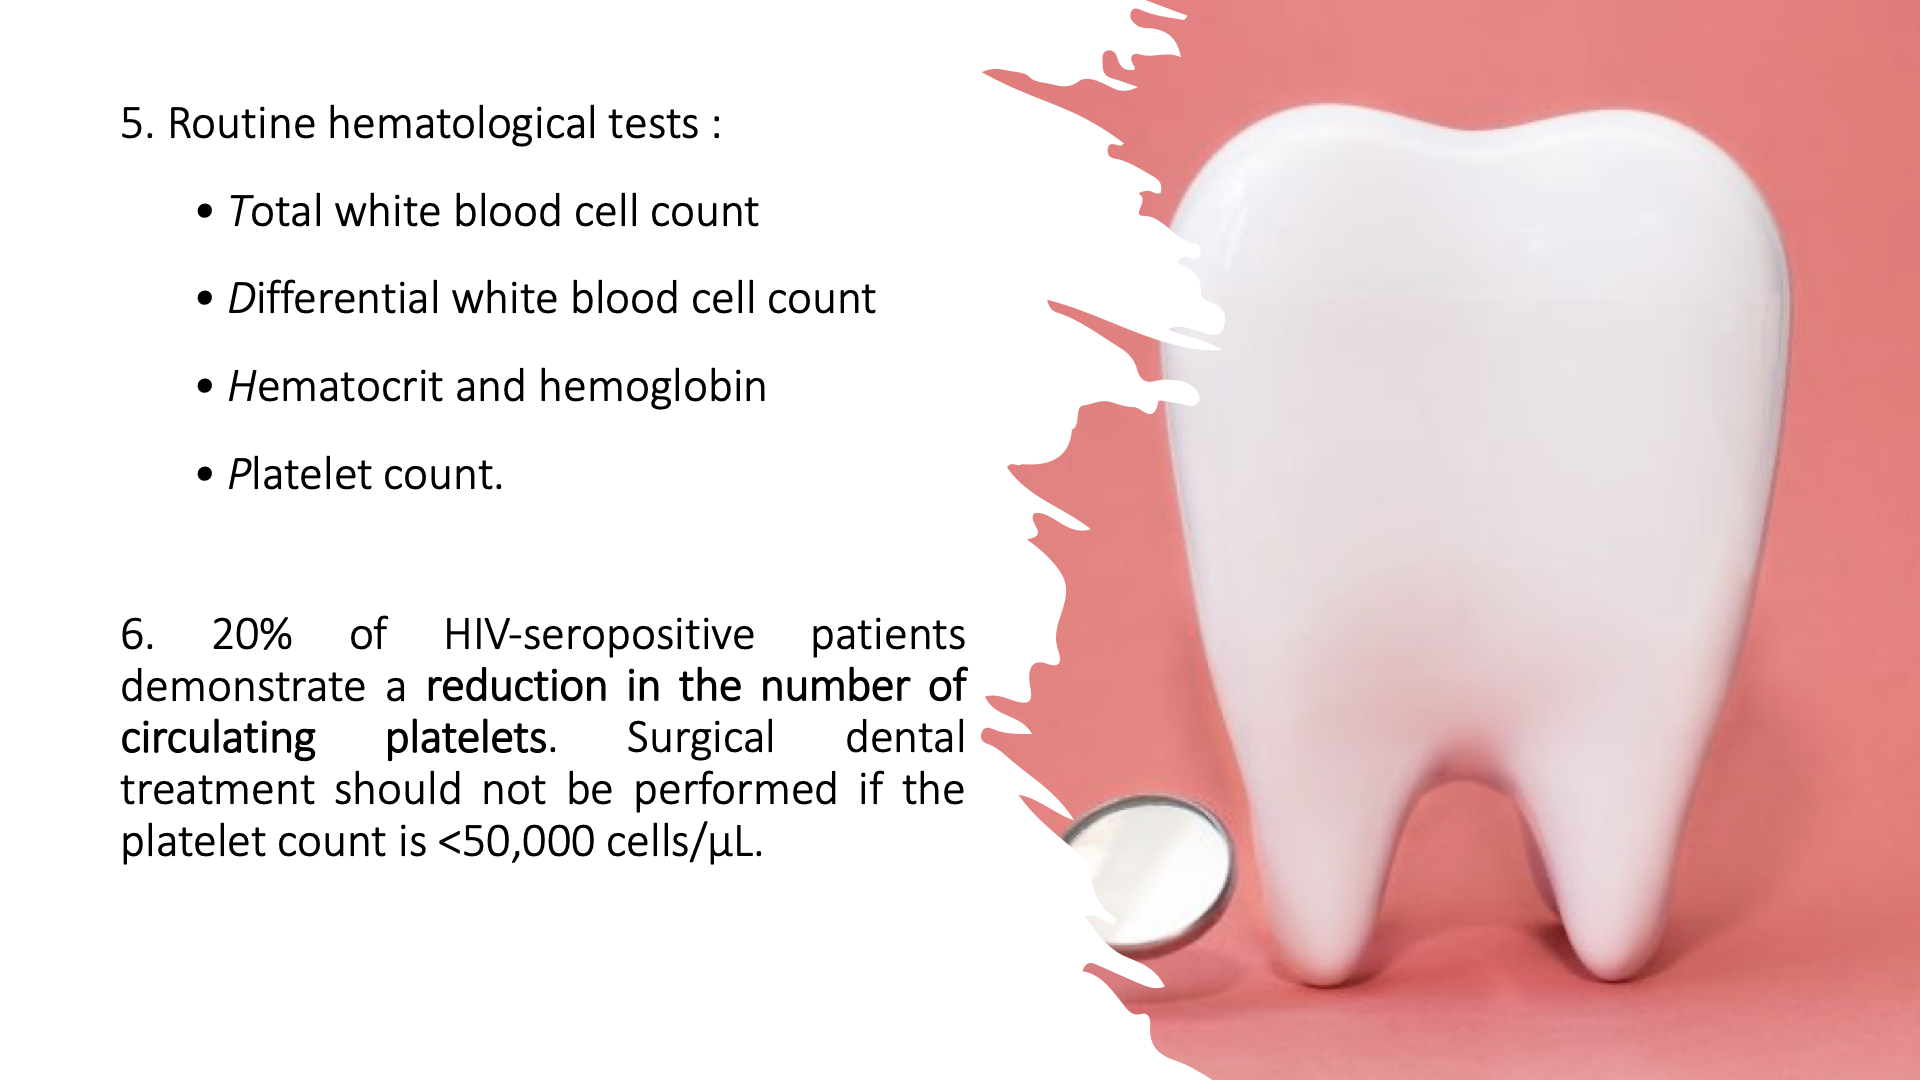 5. Routine hematological tests :
• Total white blood cell count
• Differential white blood cell count
• Hematocrit and hemoglobin
• Platelet count.
6. 20% of HIV-seropositive patients
demonstrate a reduction in the number of
circulating platelets. Surgical dental
treatment should not be performed if the
platelet count is <50,000 cells/µL.